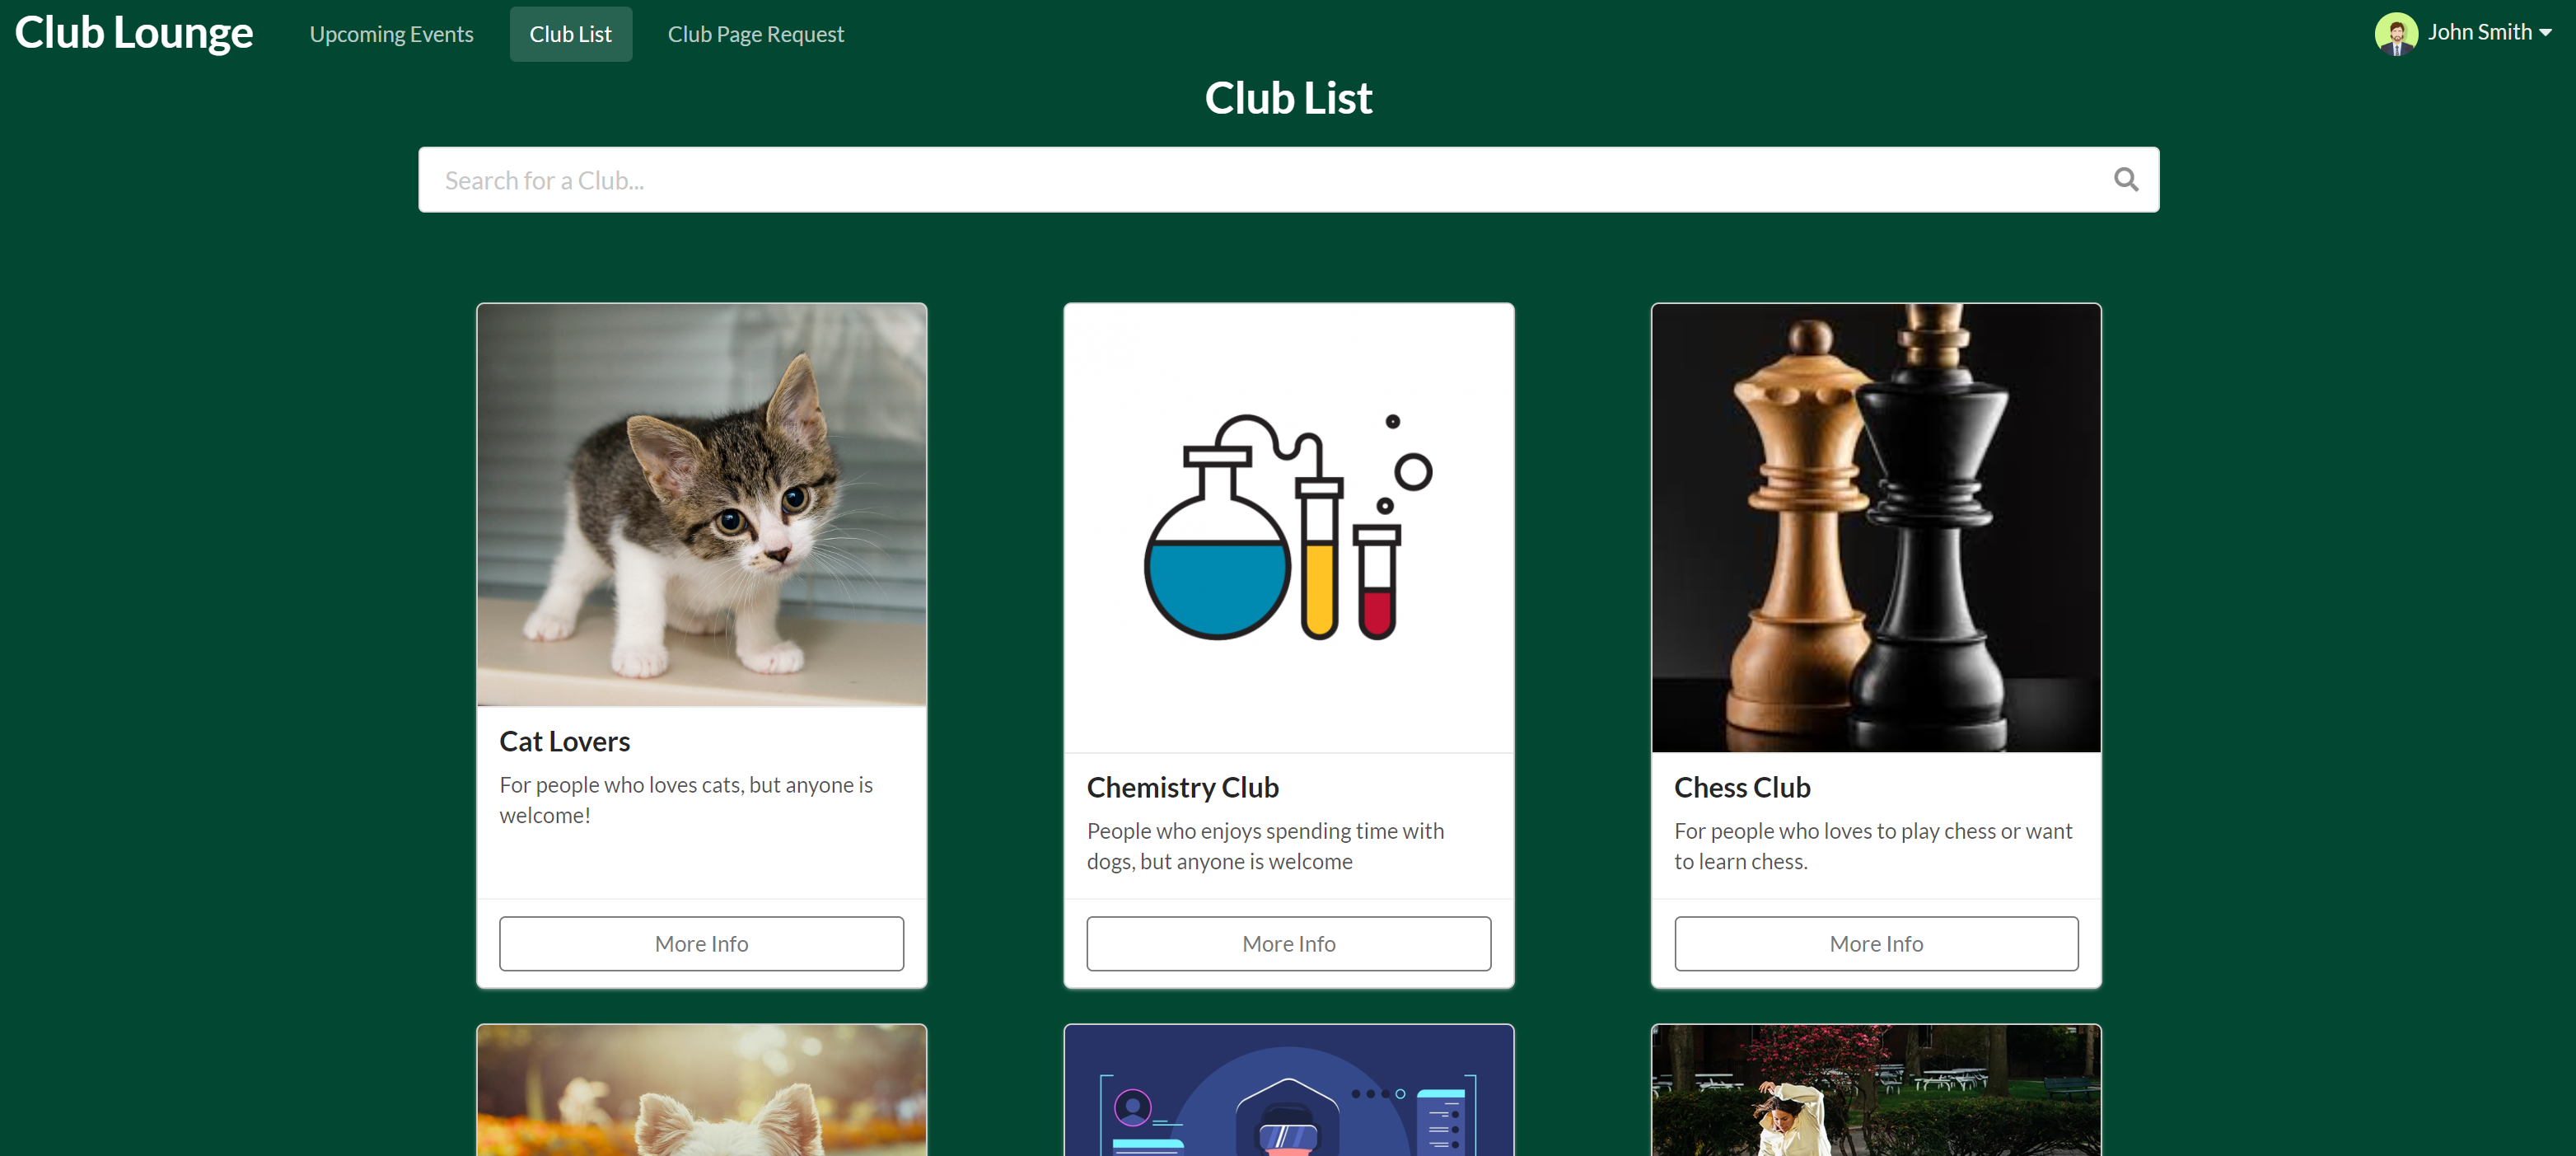 Club Lounge
Upcoming Events
Club List
Club Page Request
John Smith
Club List
Search for a Club...
Cat Lovers
For people who loves cats, but anyone is
welcome!
More Info
Chemistry Club
People who enjoys spending time with
dogs, but anyone is welcome
More Info
Chess Club
For people who loves to play chess or want
to learn chess.
More Info